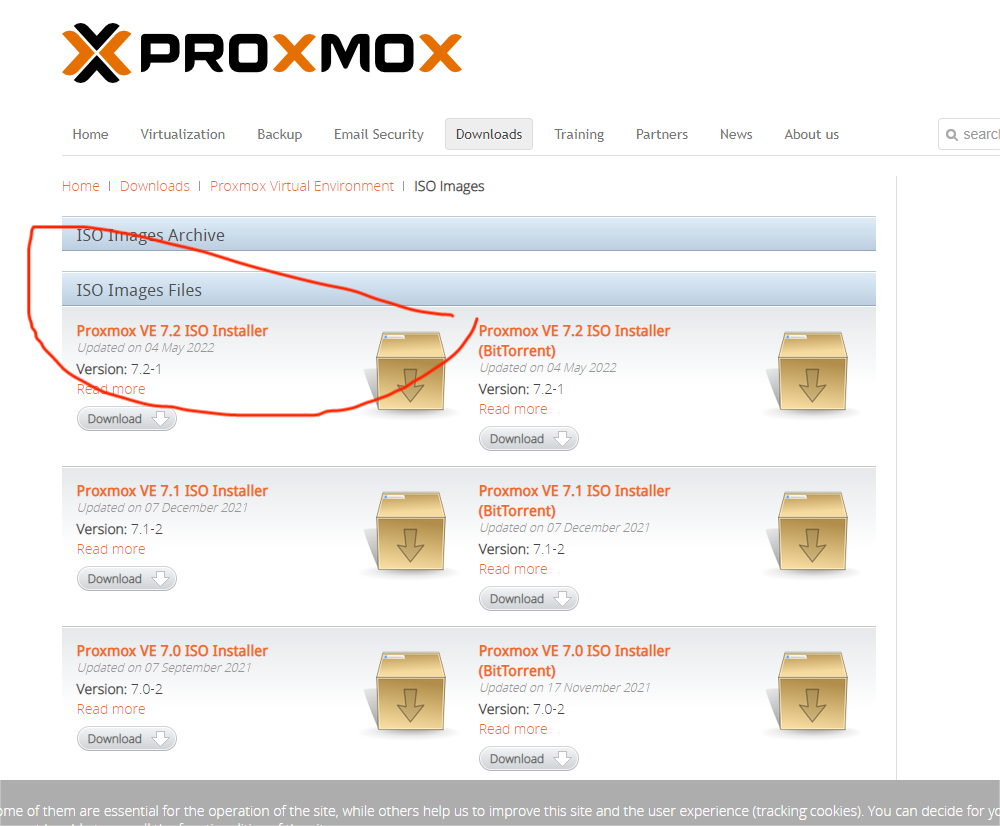 PROXMOX
Home Virtualization Backup Email Security Downloads Training Partners News About us search
Home | Downloads | Proxmox Virtual Environment | ISO Images
ISO Images Archive
ISO Images Files
Proxmox VE 7.2 ISO Installer
Updated on 04 May 2022
Version: 7.2-1
Read more
Download
Proxmox VE 7.2 ISO Installer
(BitTorrent)
Updated on 04 May 2022
Version: 7.2-1
Read more
Download
Proxmox VE 7.1 ISO Installer
Updated on 07 December 2021
Version: 7.1-2
Read more
Download
Proxmox VE 7.1 ISO Installer
(BitTorrent)
Updated on 07 December 2021
Version: 7.1-2
Read more
Download
Proxmox VE 7.0 ISO Installer
Updated on 07 September 2021
Version: 7.0-2
Read more
Download
Proxmox VE 7.0 ISO Installer
(BitTorrent)
Updated on 17 November 2021
Version: 7.0-2
Read more
Download
ome of them are essential for the operation of the site, while others help us to improve this site and the user experience (tracking cookies). You can decide for yo